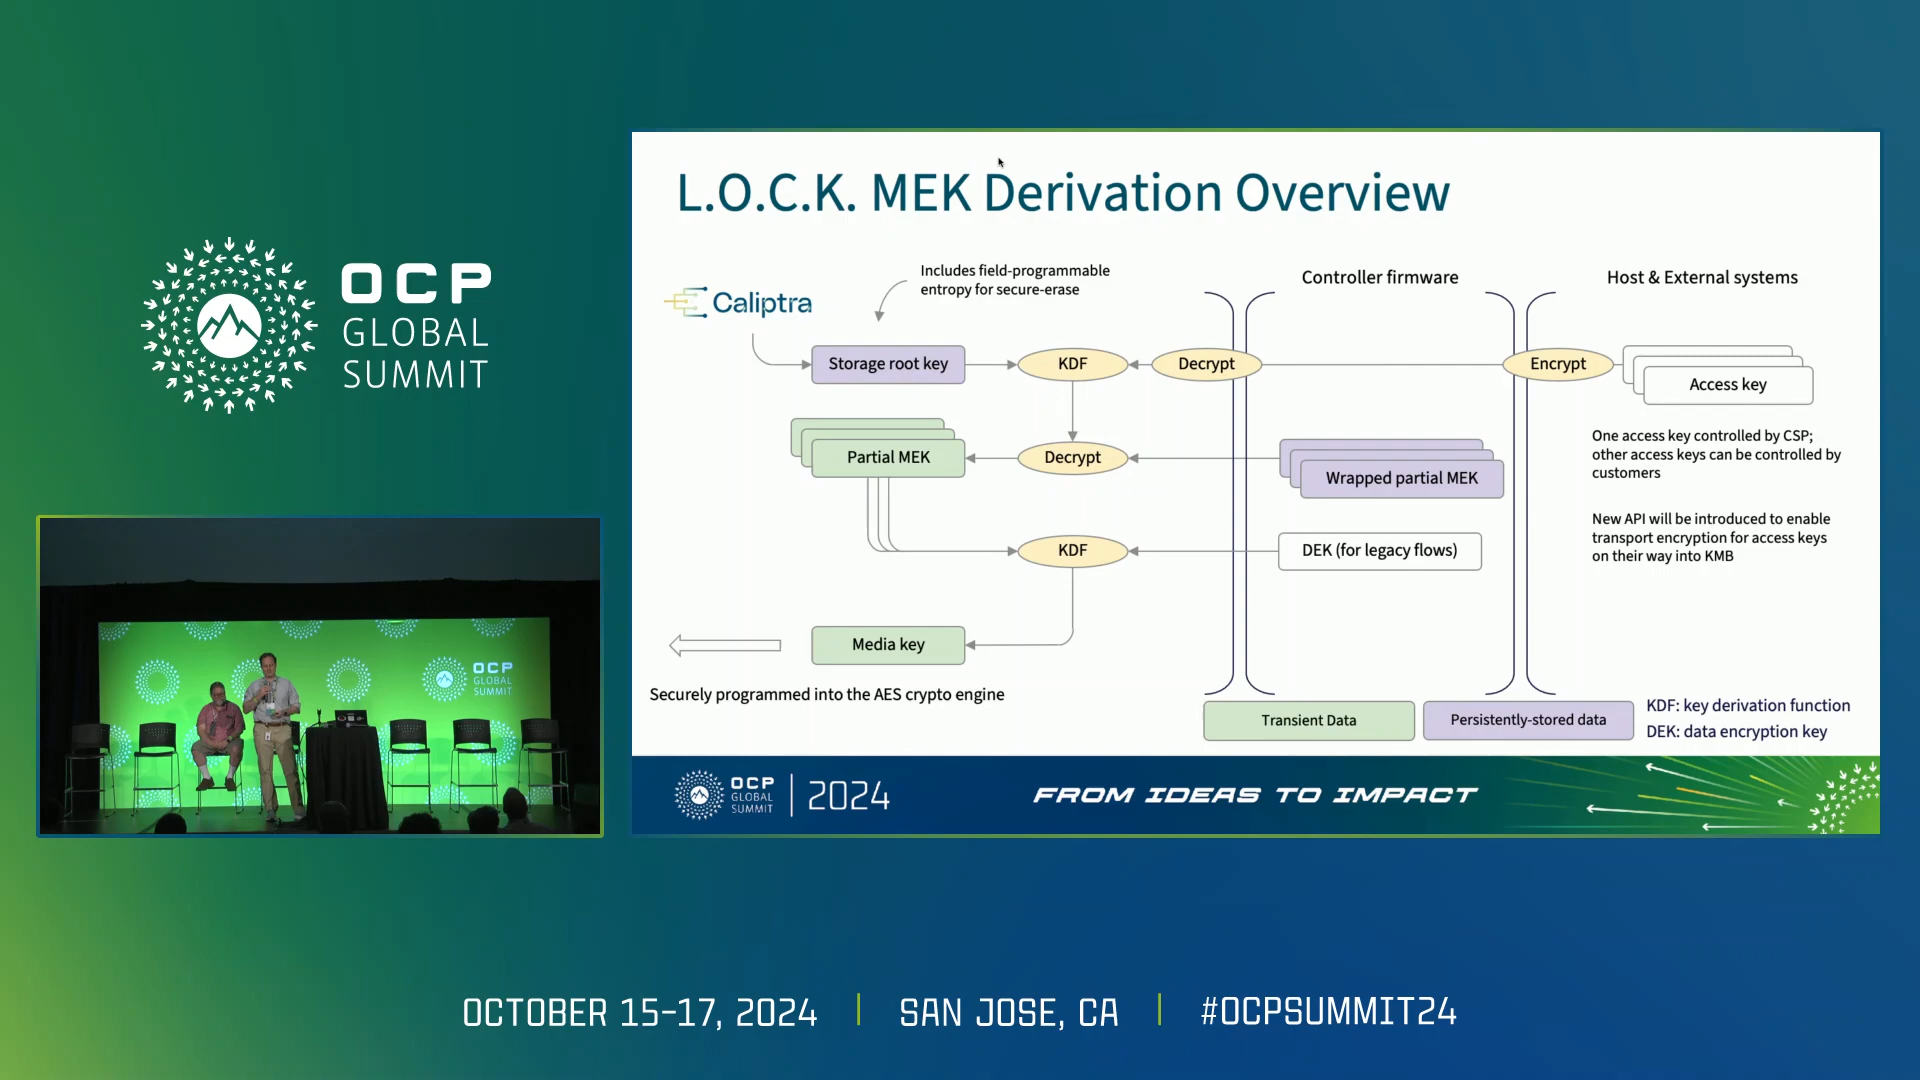 OCP
GLOBAL
SUMMIT
L.O.C.K. MEK Derivation Overview
Includes field-programmable
entropy for secure-erase
Controller firmware
Host & External systems
Caliptra
Storage root key
KDF
Decrypt
Encrypt
Access key
Partial MEK
Decrypt
Wrapped partial MEK
One access key controlled by CSP;
other access keys can be controlled by
customers
New API will be introduced to enable
transport encryption for access keys
on their way into KMB
KDF
DEK (for legacy flows)
Media key
Securely programmed into the AES crypto engine
Transient Data
Persistently-stored data
KDF: key derivation function
DEK: data encryption key
OCP
GLOBAL
SUMMIT
2024
FROM IDEAS TO IMPACT
OCP
GLOBAL
SUMMIT
OCTOBER 15-17, 2024
SAN JOSE, CA
#OCPSUMMIT24